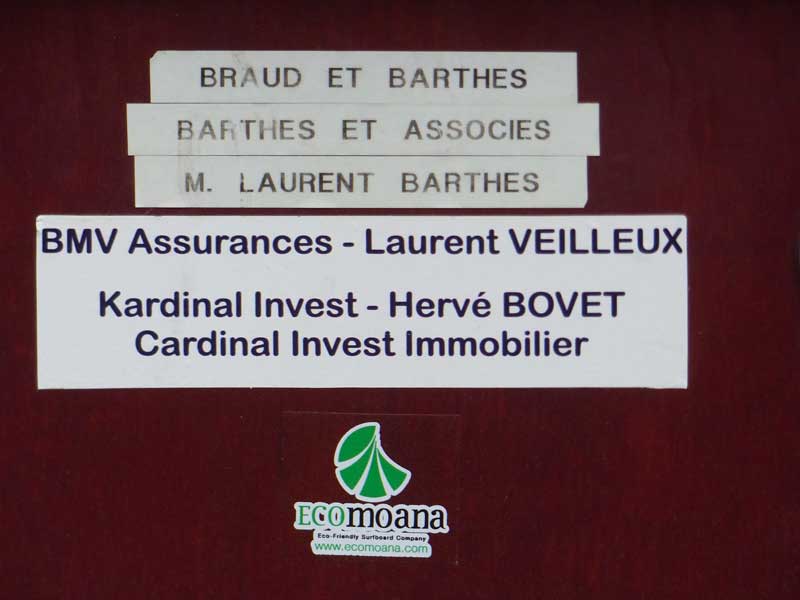 BRAUD ET BARTHES
BARTHES ET ASSOCIES
M. LAURENT BARTHES
BMV Assurances - Laurent VEILLEUX
Kardinal Invest - Hervé BOVET
Cardinal Invest Immobilier
ECOmoana
Eco-Friendly Surfboard Company
www.ecomoana.com